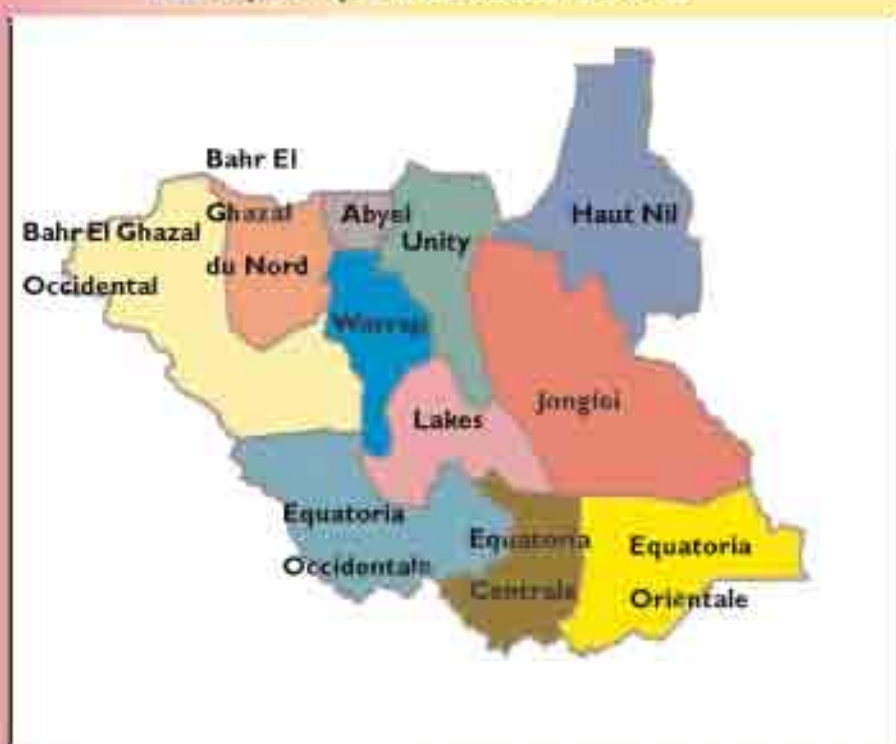 Bahr El
Ghazal
du Nord
Bahr El Ghazal
Occidental
Abyei
Unity
Haut Nil
Warrap
Lakes
Jonglei
Equatoria
Occidentale
Equatoria
Centrale
Equatoria
Orientale